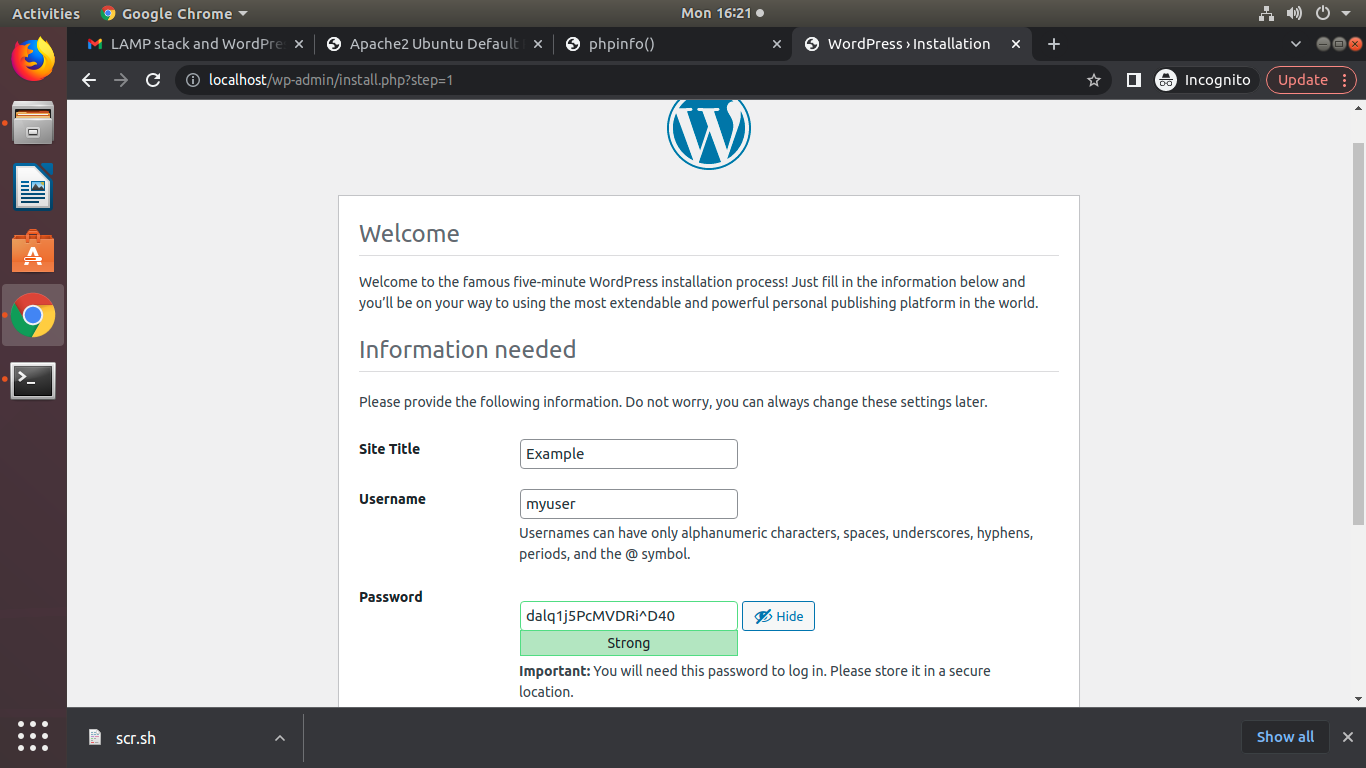 Activities
Google Chrome
Mon 16:21
LAMP stack and WordPre
Apache2 Ubuntu Default
phpinfo()
WordPress › Installation
localhost/wp-admin/install.php?step=1
Incognito
Update
Welcome
Welcome to the famous five-minute WordPress installation process! Just fill in the information below and
you’ll be on your way to using the most extendable and powerful personal publishing platform in the world.
Information needed
Please provide the following information. Do not worry, you can always change these settings later.
Site Title
Example
Username
myuser
Usernames can have only alphanumeric characters, spaces, underscores, hyphens,
periods, and the @ symbol.
Password
dalq1j5PcMVDRi^D40
Hide
Strong
Important: You will need this password to log in. Please store it in a secure
location.
scr.sh
Show all